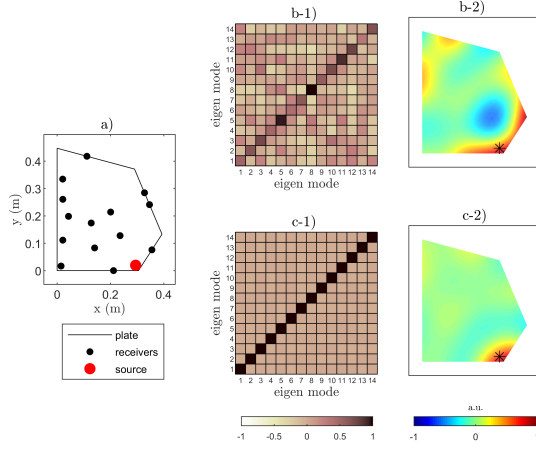 a)
y (m)
0.4
0.3
0.2
0.1
0
0 0.2 0.4
x (m)
plate
receivers
source
b-1)
eigen mode
14
13
12
11
10
9
8
7
6
5
4
3
2
1
1 2 3 4 5 6 7 8 9 10 11 12 13 14
eigen mode
b-2)
c-1)
eigen mode
14
13
12
11
10
9
8
7
6
5
4
3
2
1
1 2 3 4 5 6 7 8 9 10 11 12 13 14
eigen mode
c-2)
-1 -0.5 0 0.5 1
a.u.
-1 0